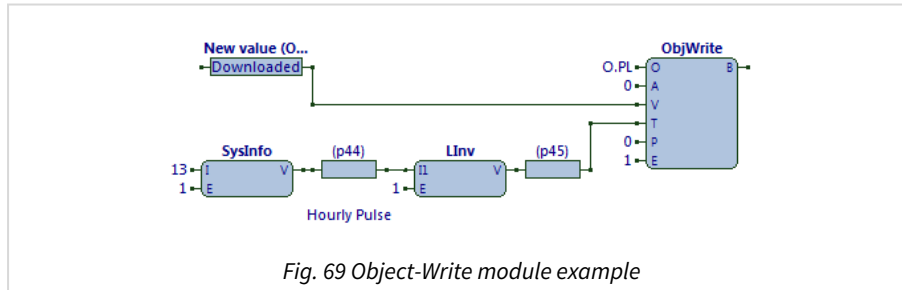 New value (O...
Downloaded
ObjWrite
O.PL O B
0 A
V
T
0 P
1 E
SysInfo
13 I V
1 E
(p44)
LInv
I1 V
1 E
(p45)
Hourly Pulse
Fig. 69 Object-Write module example